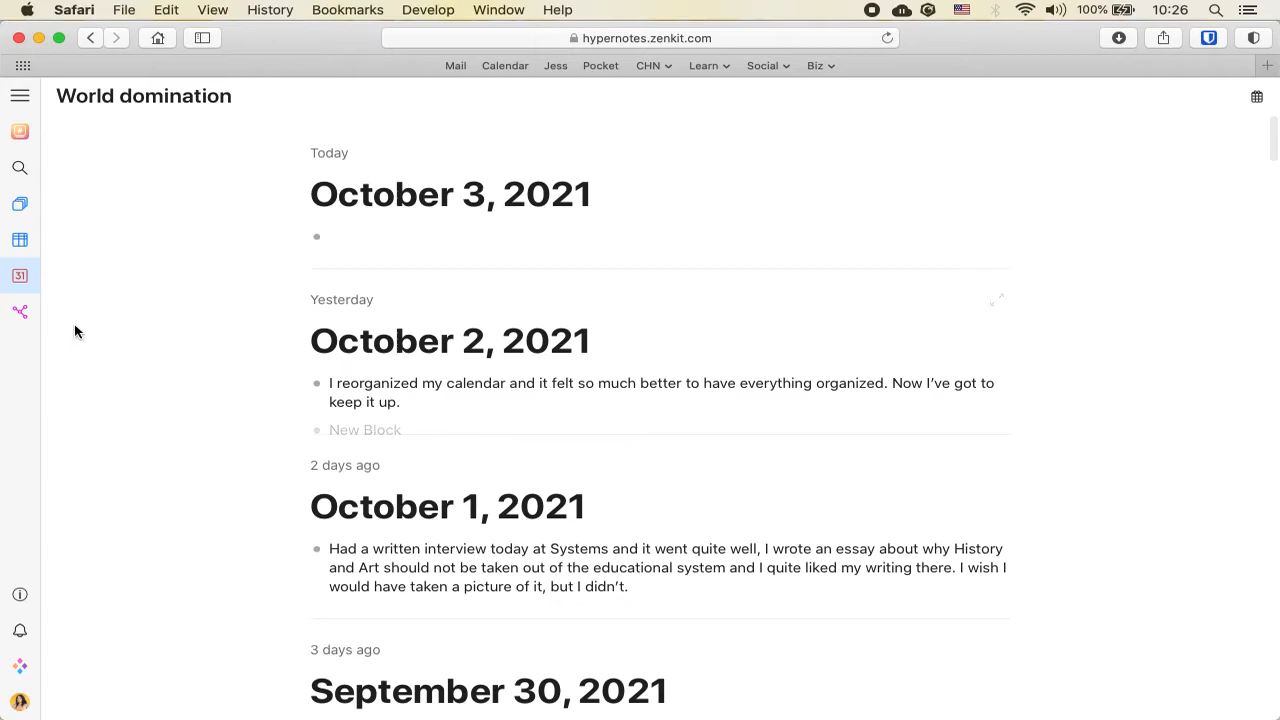 Safari File Edit View History Bookmarks Develop Window Help 100% 10:26
hypernotes.zenkit.com
Mail Calendar Jess Pocket CHN Learn Social Biz
World domination
Today
October 3, 2021
Yesterday
October 2, 2021
I reorganized my calendar and it felt so much better to have everything organized. Now I've got to
keep it up.
New Block
2 days ago
October 1, 2021
Had a written interview today at Systems and it went quite well, I wrote an essay about why History
and Art should not be taken out of the educational system and I quite liked my writing there. I wish I
would have taken a picture of it, but I didn't.
3 days ago
September 30, 2021
31